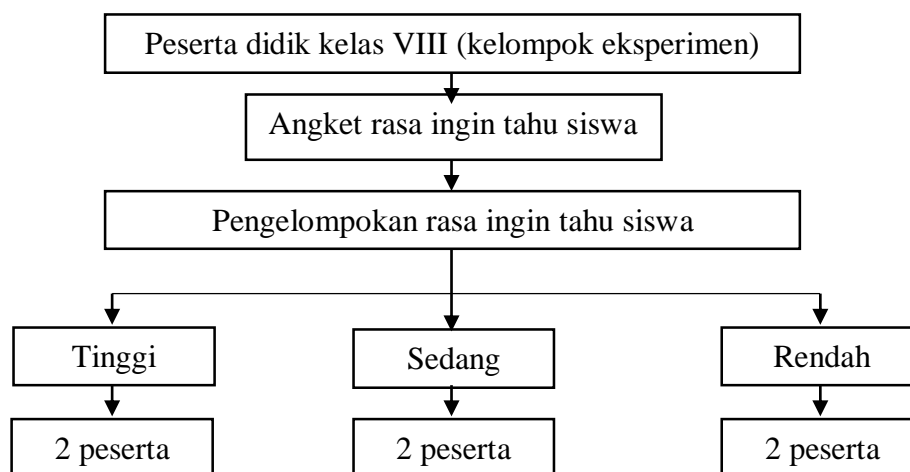 Peserta didik kelas VIII (kelompok eksperimen)
Angket rasa ingin tahu siswa
Pengelompokan rasa ingin tahu siswa
Tinggi
Sedang
Rendah
2 peserta
2 peserta
2 peserta